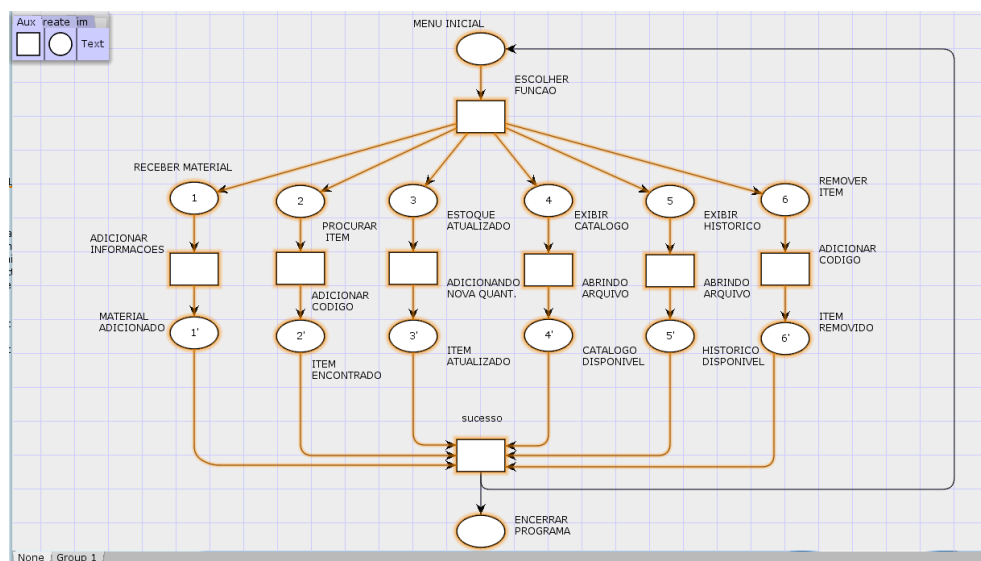 MENU INICIAL
Aux
Text
ESCOLHER
FUNCAO
RECEBER MATERIAL
REMOVER
ITEM
1
2
3
4
5
6
PROCURAR
ITEM
ESTOQUE
ATUALIZADO
EXIBIR
CATALOGO
EXIBIR
HISTORICO
ADICIONAR
INFORMACOES
ADICIONAR
CODIGO
ADICIONANDO
NOVA QUANT.
ABRINDO
ARQUIVO
ABRINDO
ARQUIVO
ADICIONAR
CODIGO
MATERIAL
ADICIONADO
1'
2'
3'
4'
5'
6'
ITEM
ENCONTRADO
ITEM
ATUALIZADO
CATALOGO
DISPONIVEL
HISTORICO
DISPONIVEL
ITEM
REMOVIDO
sucesso
ENCERRAR
PROGRAMA
None
Group 1